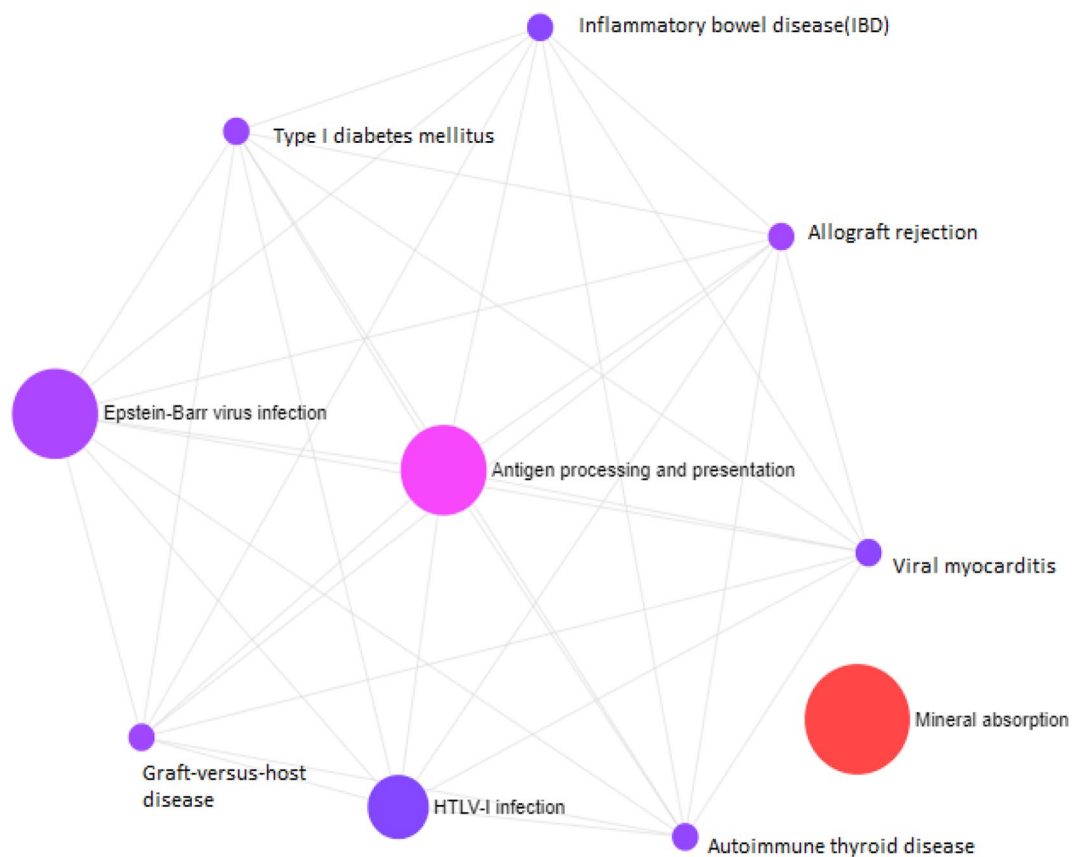 Inflammatory bowel disease(IBD)
Type I diabetes mellitus
Allograft rejection
Epstein-Barr virus infection
Antigen processing and presentation
Viral myocarditis
Mineral absorption
Graft-versus-host
disease
HTLV-I infection
Autoimmune thyroid disease